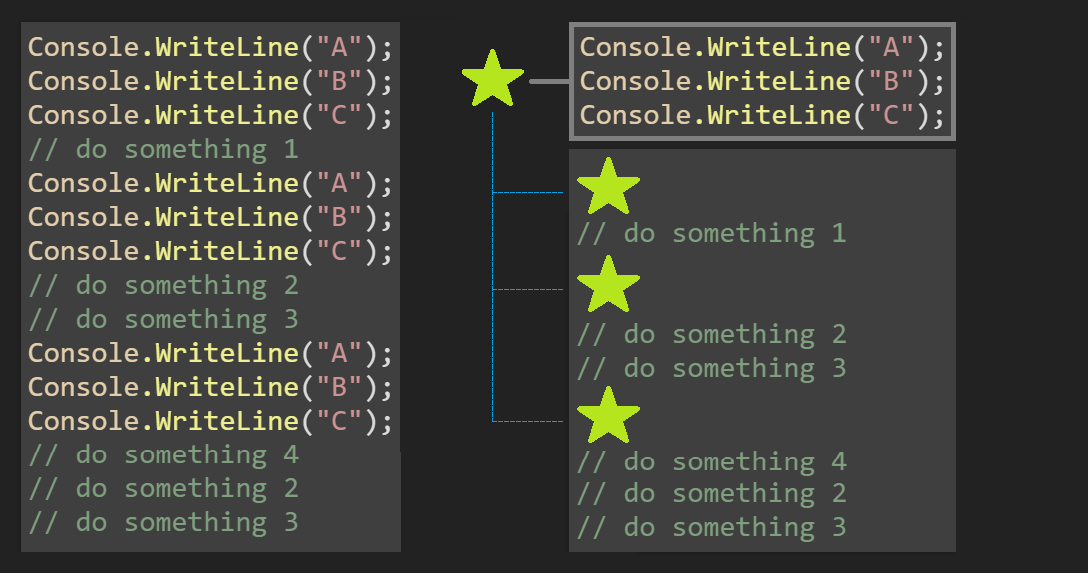 Console.WriteLine("A");
Console.WriteLine("B");
Console.WriteLine("C");
// do something 1
Console.WriteLine("A");
Console.WriteLine("B");
Console.WriteLine("C");
// do something 2
// do something 3
Console.WriteLine("A");
Console.WriteLine("B");
Console.WriteLine("C");
// do something 4
// do something 2
// do something 3
Console.WriteLine("A");
Console.WriteLine("B");
Console.WriteLine("C");
// do something 1
// do something 2
// do something 3
// do something 4
// do something 2
// do something 3